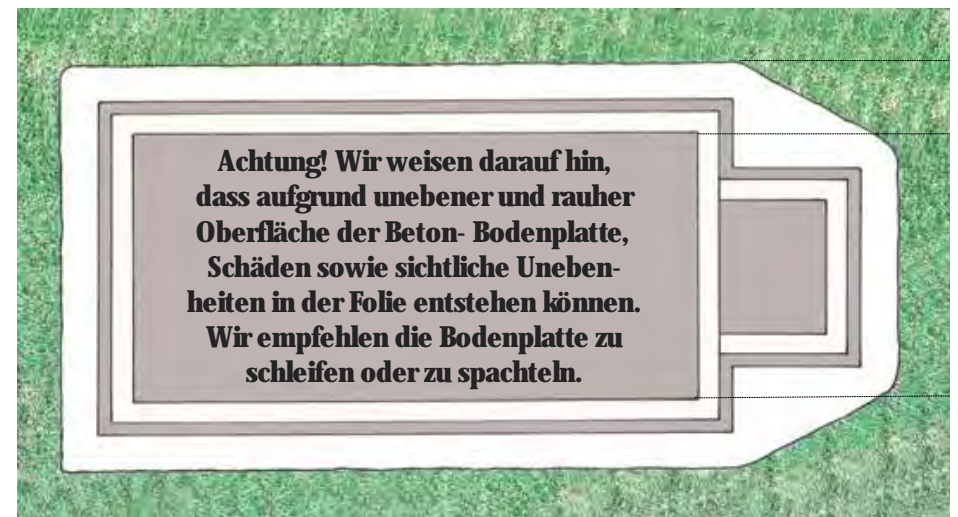 Achtung! Wir weisen darauf hin,
dass aufgrund unebener und rauher
Oberfläche der Beton- Bodenplatte,
Schäden sowie sichtliche Uneben-
heiten in der Folie entstehen können.
Wir empfehlen die Bodenplatte zu
schleifen oder zu spachteln.